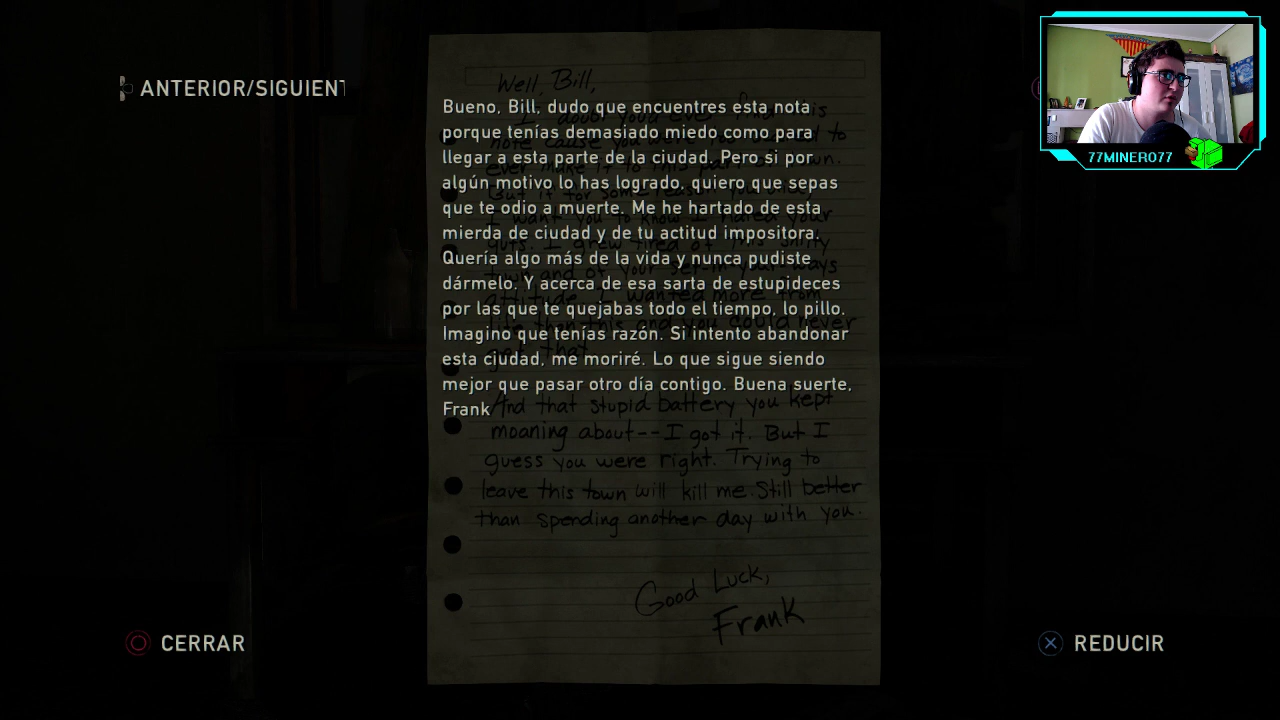 ANTERIOR/SIGUIENT
Well, Bill,
Bueno, Bill, dudo que encuentres esta nota
porque tenías demasiado miedo como para
llegar a esta parte de la ciudad. Pero si por
algún motivo lo has logrado, quiero que sepas
que te odio a muerte. Me he hartado de esta
mierda de ciudad y de tu actitud impositora.
Quería algo más de la vida y nunca pudiste
dármelo. Y acerca de esa sarta de estupideces
por las que te quejabas todo el tiempo, lo pillo.
Imagino que tenías razón. Si intento abandonar
esta ciudad, me moriré. Lo que sigue siendo
mejor que pasar otro día contigo. Buena suerte,
Frank
And that stupid battery you kept
moaning about--I got it. But I
guess you were right. Trying to
leave this town will kill me. Still better
than spending another day with you.
Good Luck,
Frank
77MINERO77
CERRAR
REDUCIR